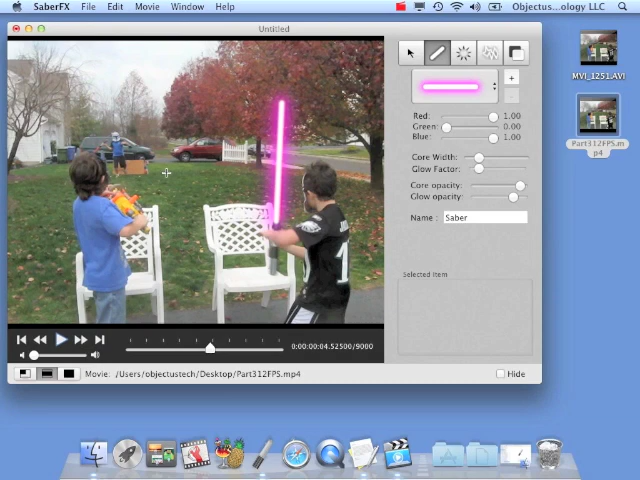 SaberFX File Edit Movie Window Help Objectus...ology LLC
Untitled
MVI_1251.AVI
Part312FPS.m
p4
Red: 1.00
Green: 0.00
Blue: 1.00
Core Width:
Glow Factor:
Core opacity:
Glow opacity:
Name : Saber
Selected Item
0:00:00:04.52500/9000
Movie: /Users/objectustech/Desktop/Part312FPS.mp4
Hide
1